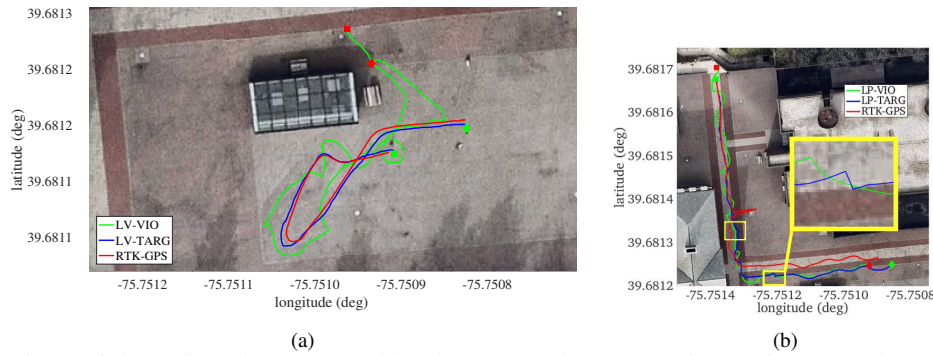 39.6813
39.6812
39.6812
39.6811
39.6811
latitude (deg)
LV-VIO
LV-TARG
RTK-GPS
-75.7512
-75.7511
-75.7510
-75.7509
-75.7508
longitude (deg)
(a)
39.6817
39.6816
39.6815
39.6814
39.6813
39.6812
latitude (deg)
LP-VIO
LP-TARG
RTK-GPS
-75.7514
-75.7512
-75.7510
-75.7508
longitude (deg)
(b)